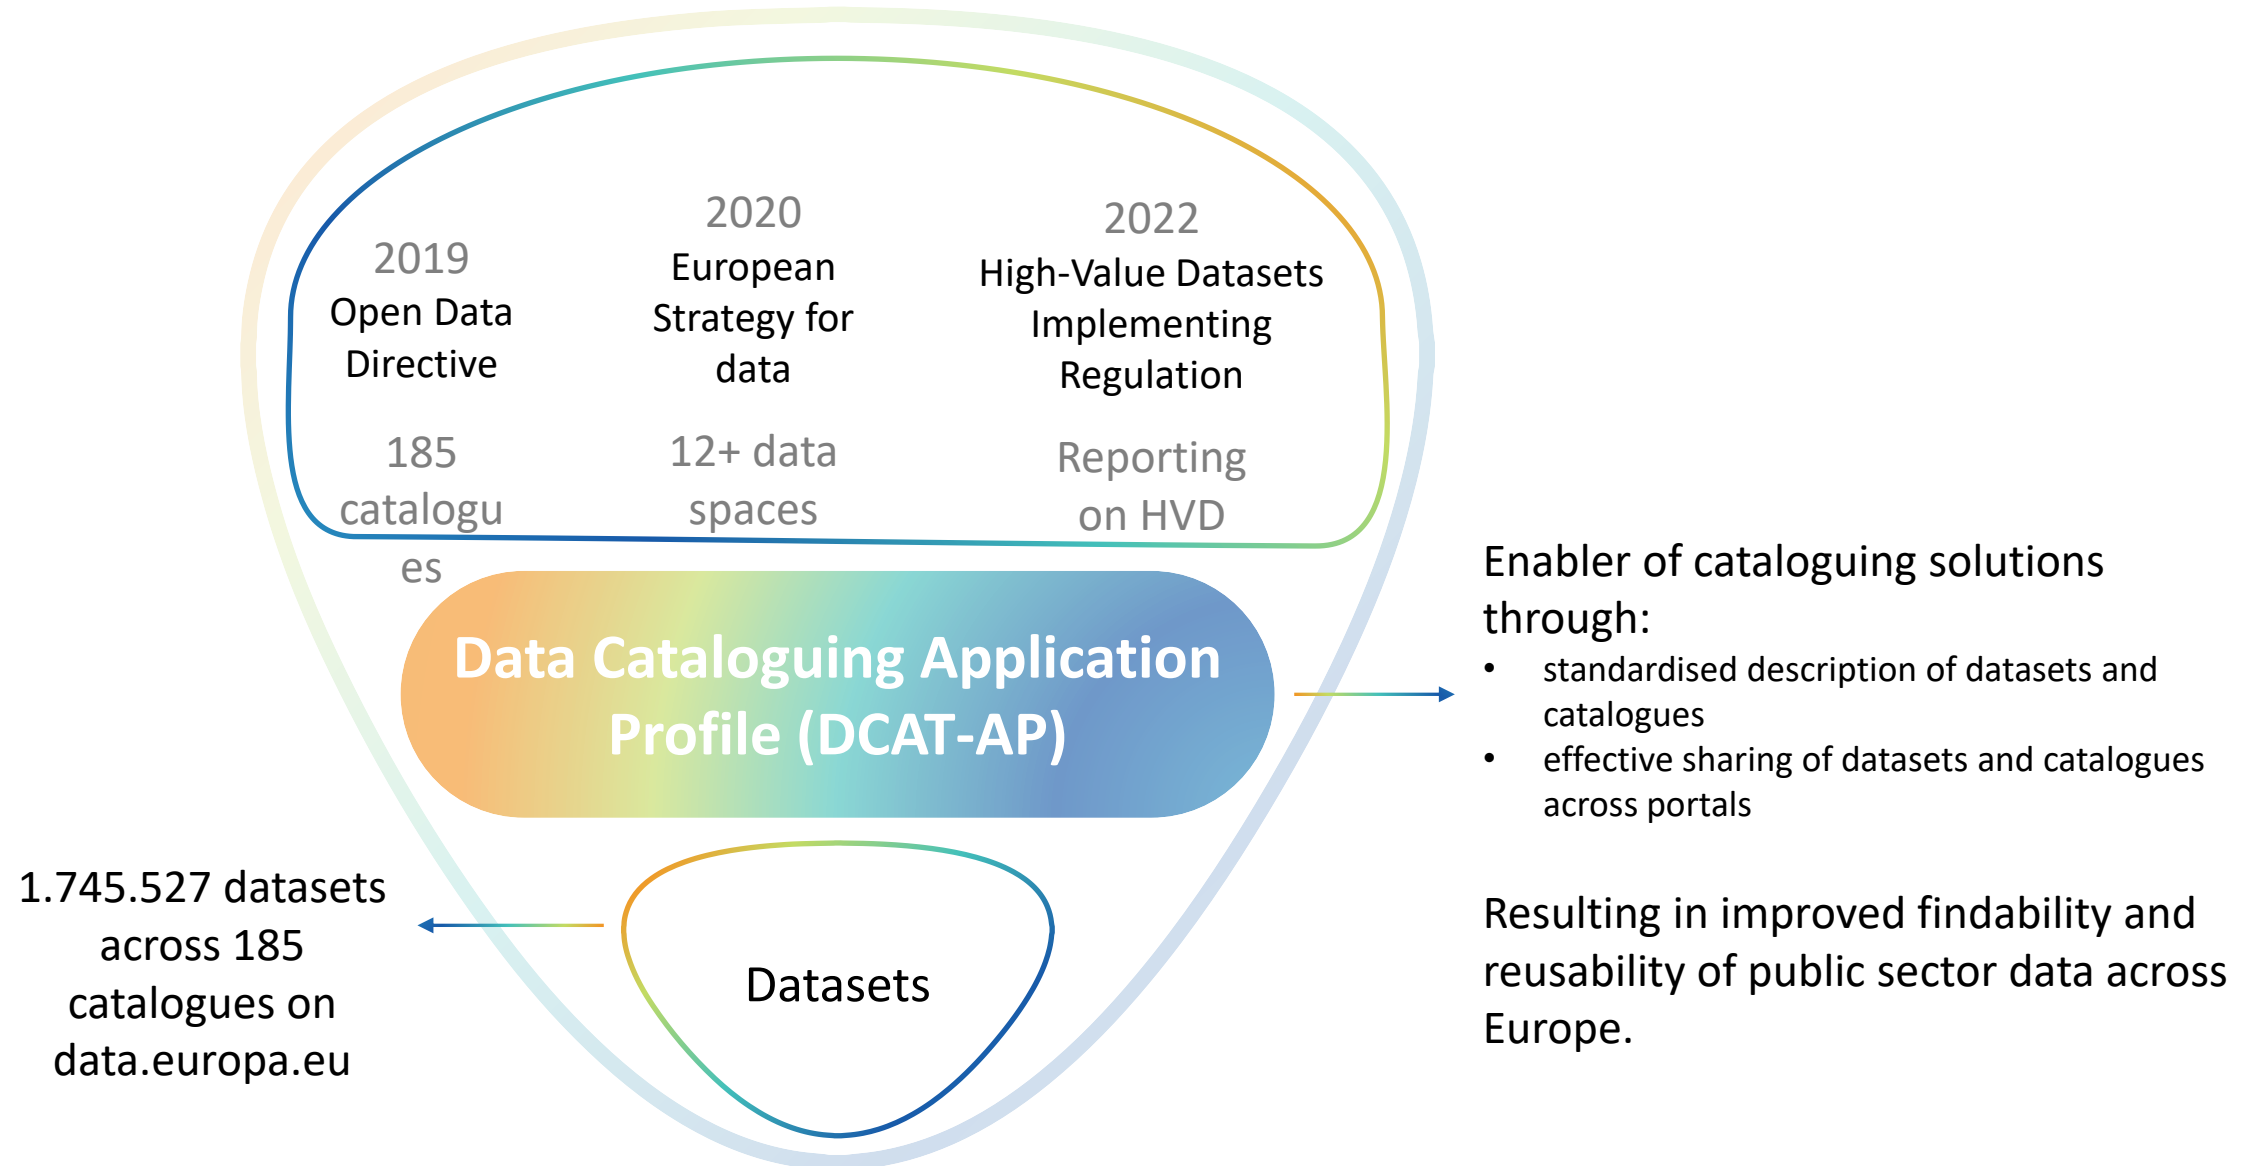 2019
Open Data
Directive
185
catalogu
es
2020
European
Strategy for
data
12+ data
spaces
2022
High-Value Datasets
Implementing
Regulation
Reporting
on HVD
Data Cataloguing Application
Profile (DCAT-AP)
Enabler of cataloguing solutions
through:
• standardised description of datasets and
catalogues
• effective sharing of datasets and catalogues
across portals
Resulting in improved findability and
reusability of public sector data across
Europe.
1.745.527 datasets
across 185
catalogues on
data.europa.eu
Datasets